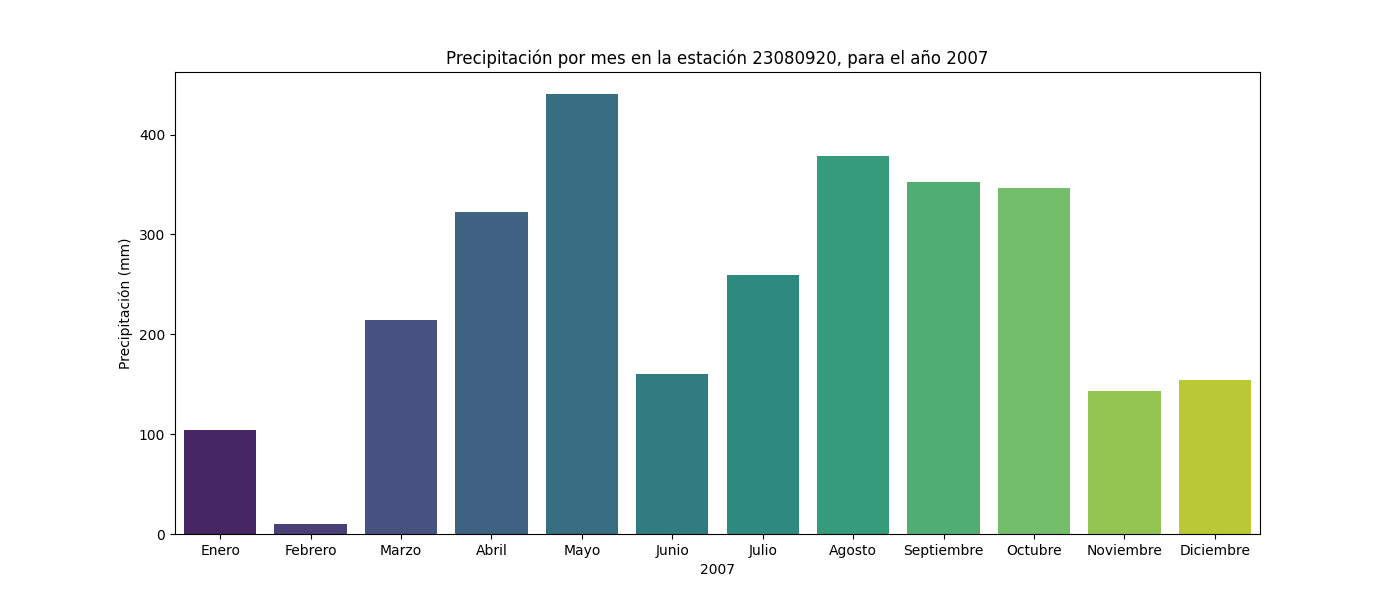 Precipitación por mes en la estación 23080920, para el año 2007
Precipitación (mm)
400
300
200
100
0
Enero Febrero Marzo Abril Mayo Junio Julio Agosto Septiembre Octubre Noviembre Diciembre
2007